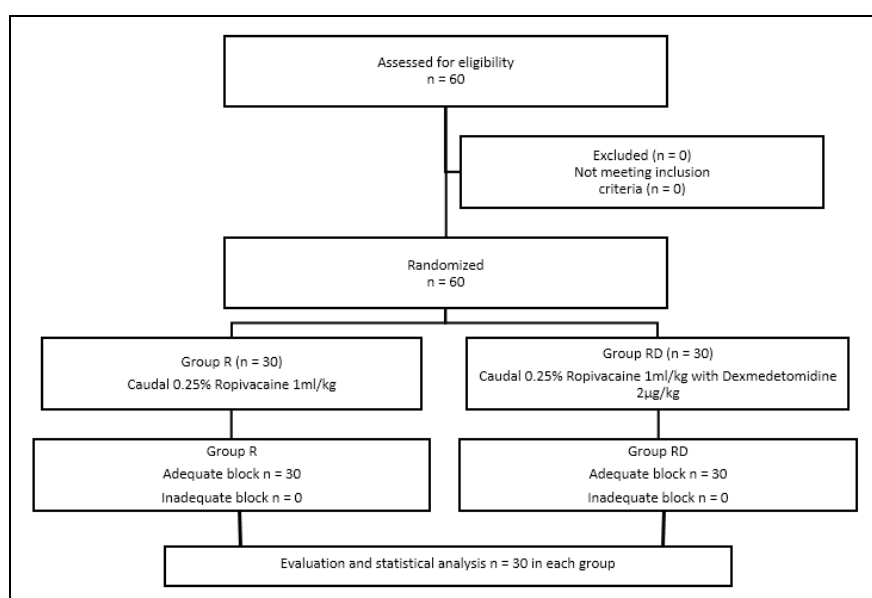 Assessed for eligibility
n = 60
Excluded (n = 0)
Not meeting inclusion
criteria (n = 0)
Randomized
n = 60
Group R (n = 30)
Caudal 0.25% Ropivacaine 1ml/kg
Group RD (n = 30)
Caudal 0.25% Ropivacaine 1ml/kg with Dexmedetomidine
2µg/kg
Group R
Adequate block n = 30
Inadequate block n = 0
Group RD
Adequate block n = 30
Inadequate block n = 0
Evaluation and statistical analysis n = 30 in each group